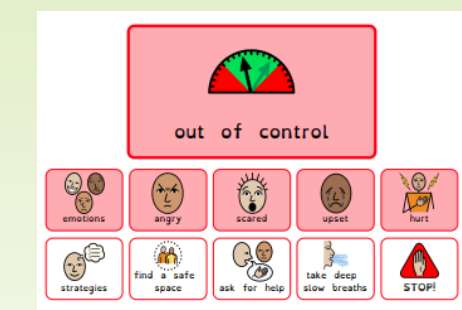 out of control
emotions
angry
scared
upset
hurt
strategies
find a safe
space
ask for help
take deep
slow breaths
STOP!